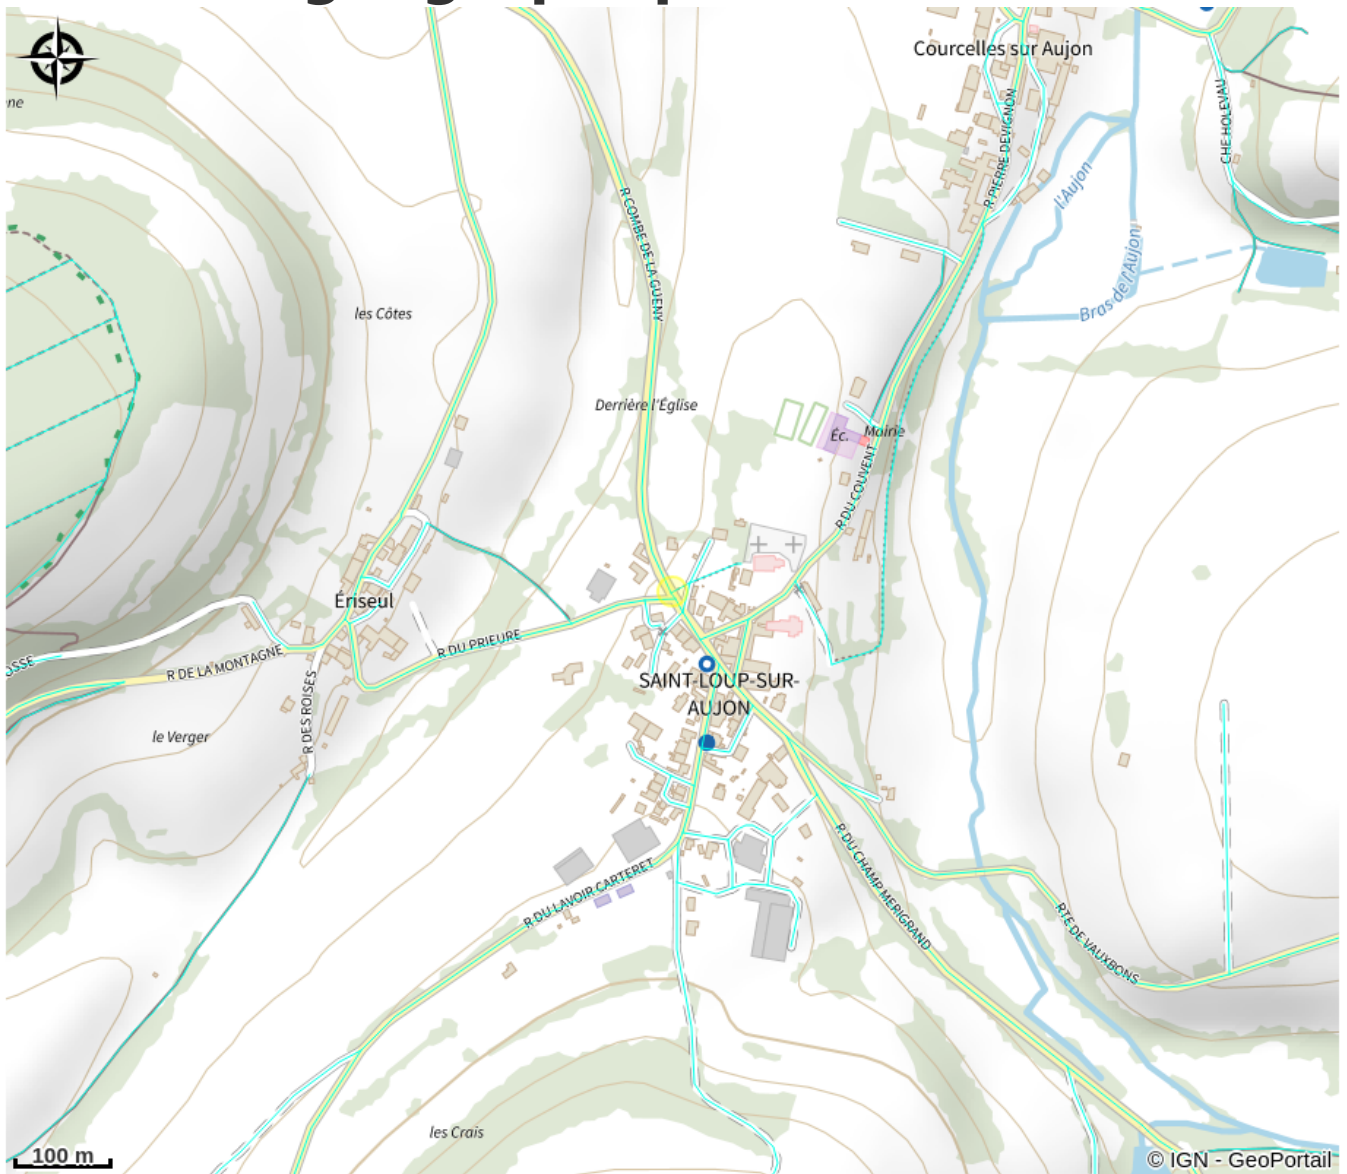 Courcelles sur Aujon
ne
CHE HOLEVAU
R PIERRE DEVIGNON
l'Aujon
R COMBE DE LA GUENY
Bras de l'Aujon
les Côtes
Derrière l'Église
Éc.
Mairie
R DU COUVENT
Ériseul
R DU PRIEURE
R DE LA MONTAGNE
OSSE
R DES ROISES
SAINT-LOUP-SUR-
AUJON
le Verger
R DU CHAMP MERIGRAND
R DU LAVOIR CARTERET
RTE DE VAUXBONS
les Crais
100 m
© IGN - GeoPortail